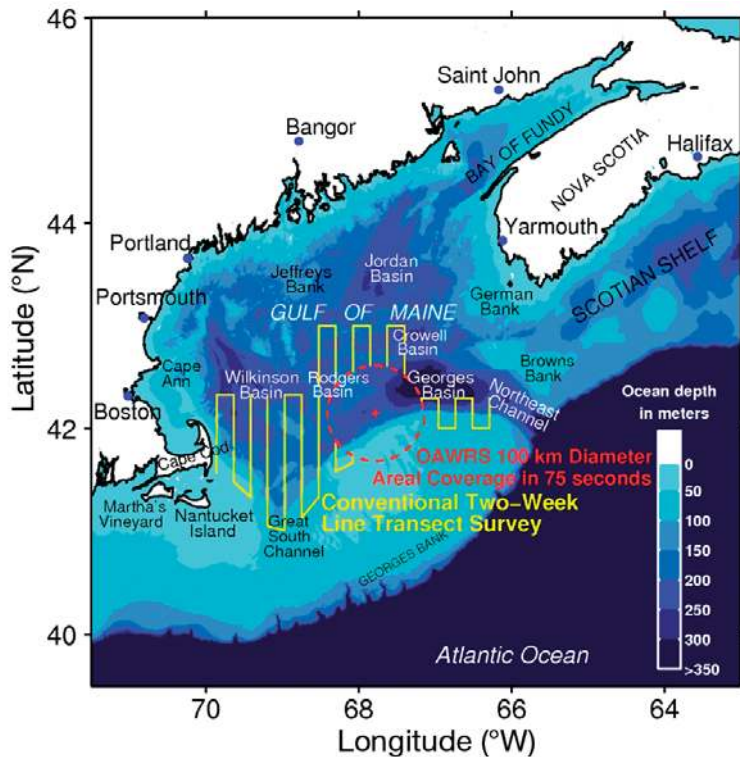 46
44
42
40
Latitude (°N)
70
68
66
64
Longitude (°W)
Saint John
Bangor
BAY OF FUNDY
NOVA SCOTIA
Halifax
Yarmouth
Portland
Jordan
Basin
Jeffreys
Bank
SCOTIAN SHELF
German
Bank
Portsmouth
GULF OF MAINE
Crowell
Basin
Cape
Ann
Wilkinson
Basin
Rodgers
Basin
Georges
Basin
Browns
Bank
Northeast
Channel
Boston
Cape Cod
OAWRS 100 km Diameter
Areal Coverage in 75 seconds
Martha's
Vineyard
Nantucket
Island
Great
South
Channel
Conventional Two-Week
Line Transect Survey
GEORGES BANK
Atlantic Ocean
Ocean depth
in meters
0
50
100
150
200
250
300
>350